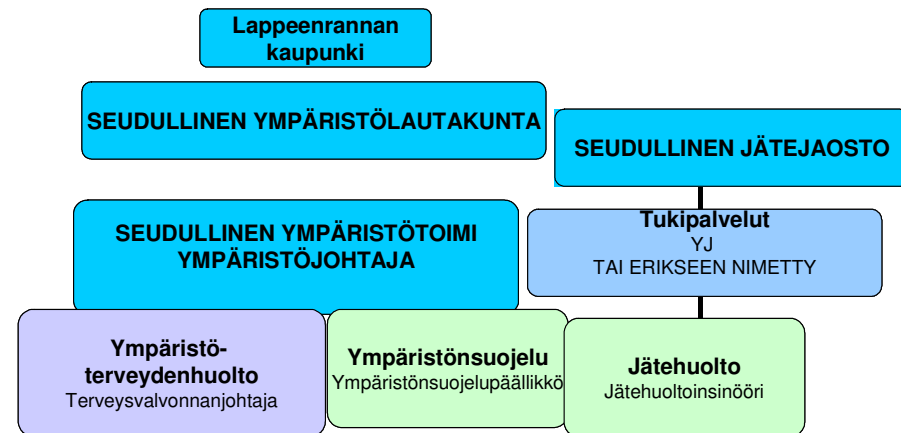 Lappeenrannan
kaupunki
SEUDULLINEN YMPÄRISTÖLAUTAKUNTA
SEUDULLINEN JÄTEJAOSTO
SEUDULLINEN YMPÄRISTÖTOIMI
YMPÄRISTÖJOHTAJA
Tukipalvelut
YJ
TAI ERIKSEEN NIMETTY
Ympäristö-
terveydenhuolto
Terveysvalvonnanjohtaja
Ympäristönsuojelu
Ympäristönsuojelupäällikkö
Jätehuolto
Jätehuoltoinsinööri